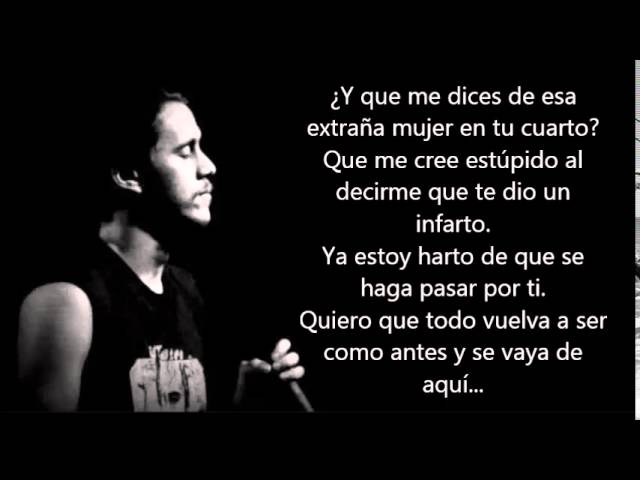 ¿Y que me dices de esa
extraña mujer en tu cuarto?
Que me cree estúpido al
decirme que te dio un
infarto.
Ya estoy harto de que se
haga pasar por ti.
Quiero que todo vuelva a ser
como antes y se vaya de
aquí...